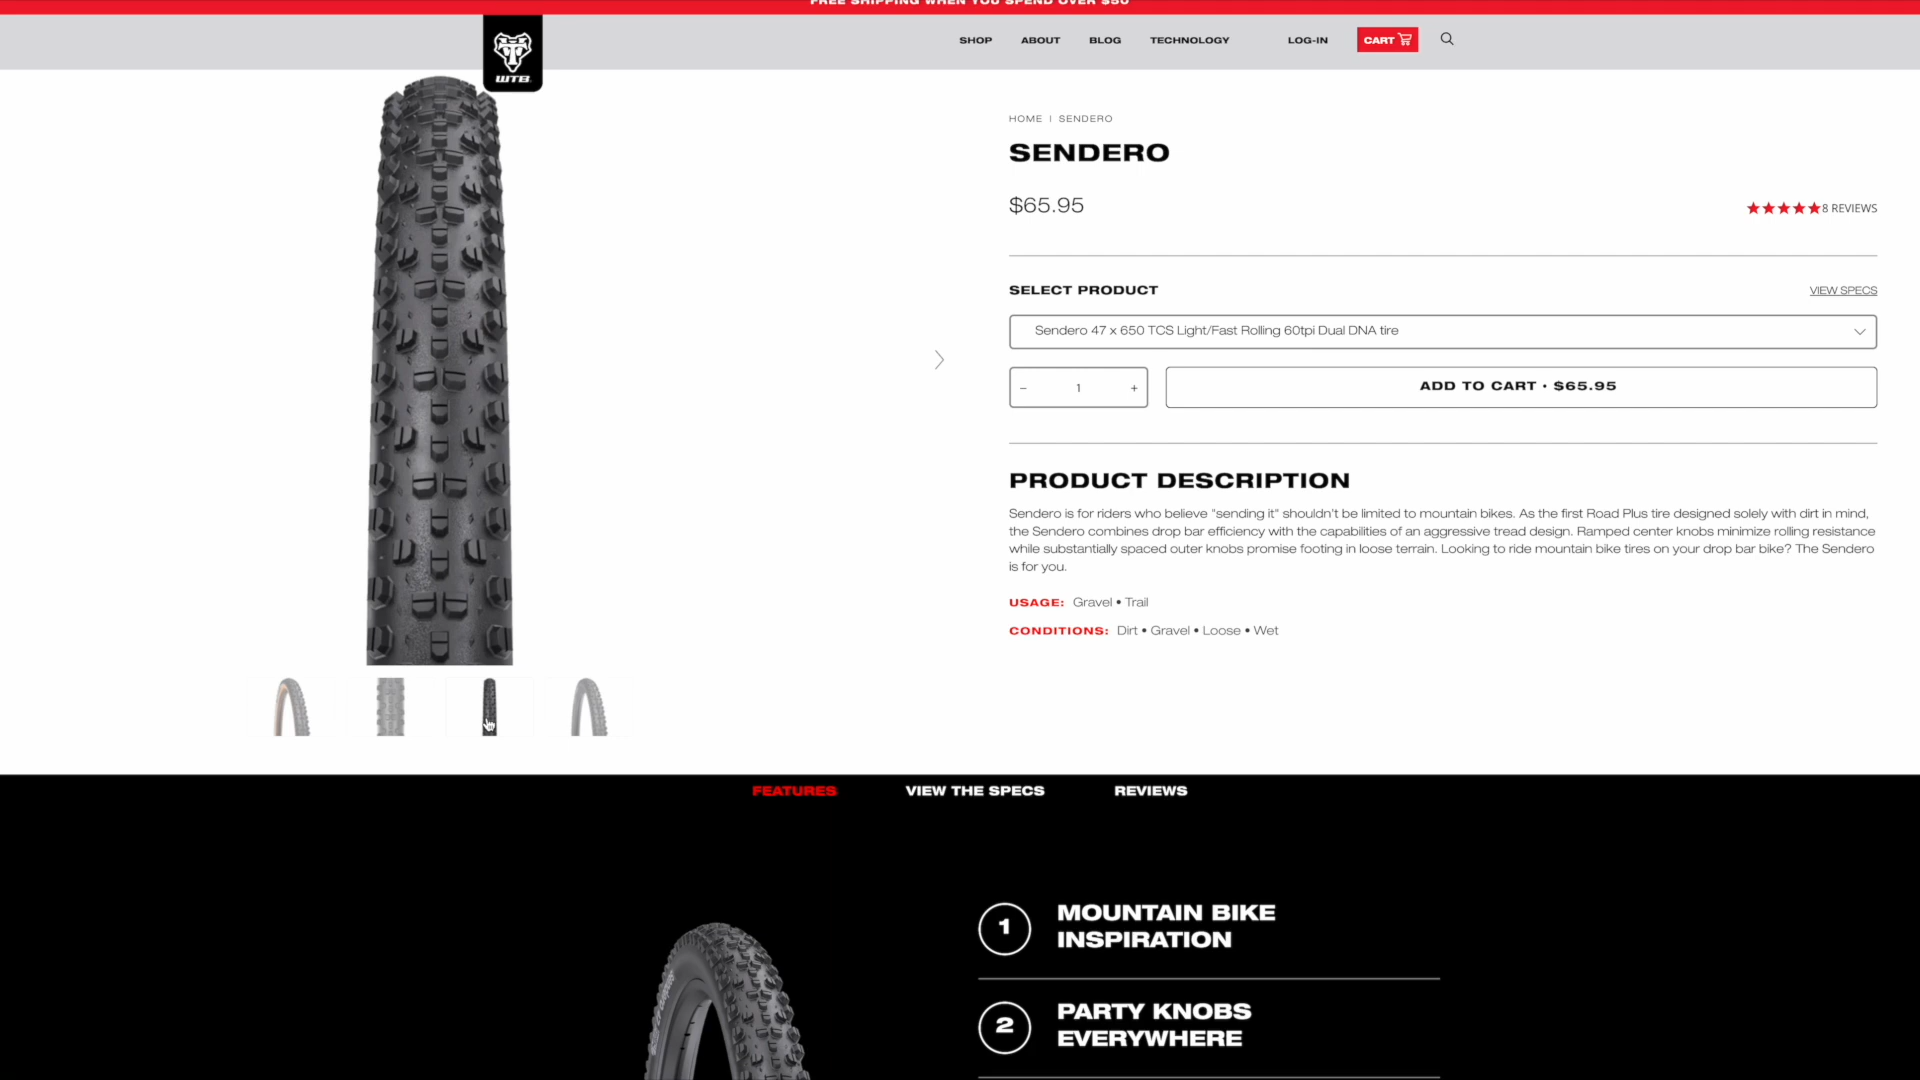 FREE SHIPPING WHEN YOU SPEND OVER $50
WTB
SHOP ABOUT BLOG TECHNOLOGY LOG-IN CART
HOME | SENDERO
SENDERO
$65.95
8 REVIEWS
SELECT PRODUCT
VIEW SPECS
Sendero 47 x 650 TCS Light/Fast Rolling 60tpi Dual DNA tire
− 1 +
ADD TO CART • $65.95
PRODUCT DESCRIPTION
Sendero is for riders who believe "sending it" shouldn't be limited to mountain bikes. As the first Road Plus tire designed solely with dirt in mind,
the Sendero combines drop bar efficiency with the capabilities of an aggressive tread design. Ramped center knobs minimize rolling resistance
while substantially spaced outer knobs promise footing in loose terrain. Looking to ride mountain bike tires on your drop bar bike? The Sendero
is for you.
USAGE: Gravel • Trail
CONDITIONS: Dirt • Gravel • Loose • Wet
FEATURES VIEW THE SPECS REVIEWS
1 MOUNTAIN BIKE
INSPIRATION
2 PARTY KNOBS
EVERYWHERE